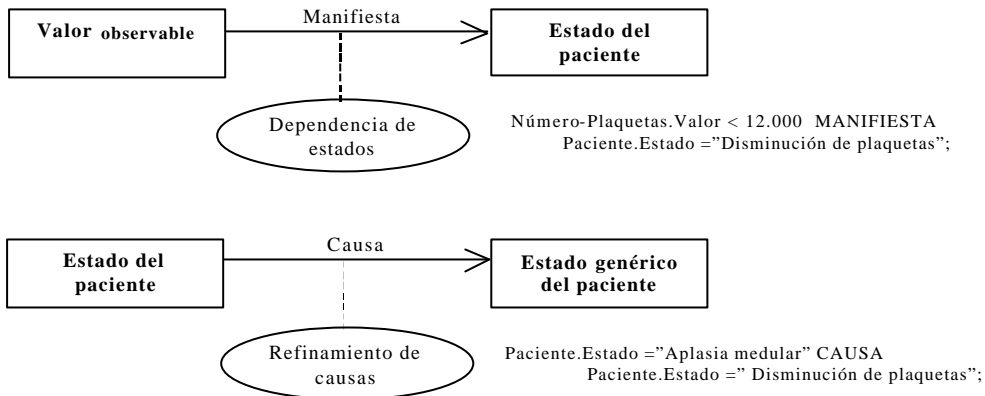 Manifiesta
Valor observable
Estado del
paciente
Dependencia de
estados
Número-Plaquetas.Valor < 12.000 MANIFIESTA
Paciente.Estado =”Disminución de plaquetas”;
Causa
Estado del
paciente
Estado genérico
del paciente
Refinamiento de
causas
Paciente.Estado =”Aplasia medular” CAUSA
Paciente.Estado =” Disminución de plaquetas”;